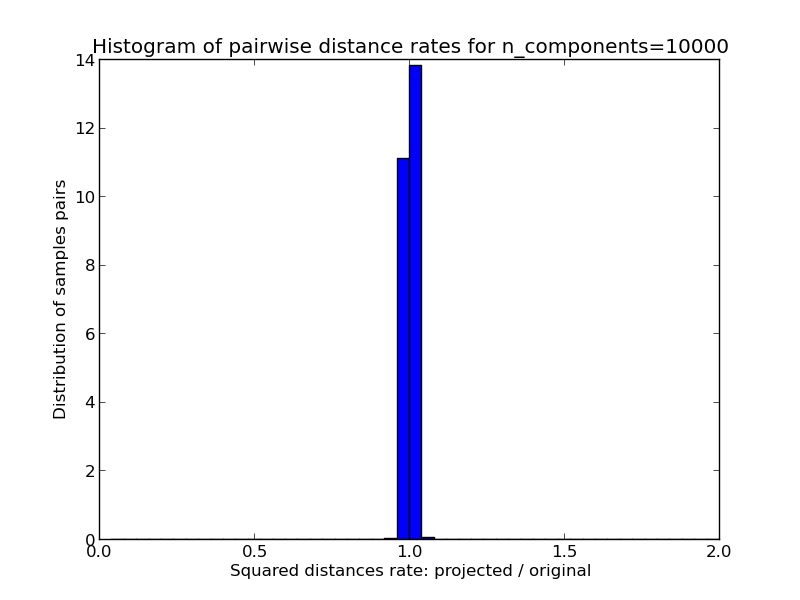 Histogram of pairwise distance rates for n_components=10000
14
12
10
8
6
4
2
0
Distribution of samples pairs
0.0 0.5 1.0 1.5 2.0
Squared distances rate: projected / original